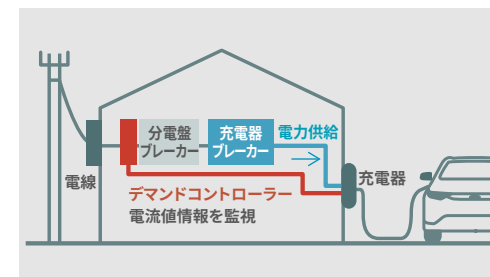 分電盤
ブレーカー
充電器
ブレーカー
電力供給
電線
充電器
デマンドコントローラー
電流値情報を監視